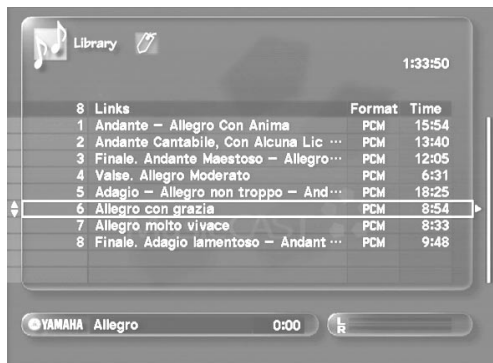 Library
1:33:50
8 Links Format Time
1 Andante – Allegro Con Anima PCM 15:54
2 Andante Cantabile, Con Alcuna Lic ··· PCM 13:40
3 Finale. Andante Maestoso – Allegro··· PCM 12:05
4 Valse. Allegro Moderato PCM 6:31
5 Adagio – Allegro non troppo – And··· PCM 18:25
6 Allegro con grazia PCM 8:54
7 Allegro molto vivace PCM 8:33
8 Finale. Adagio lamentoso – Andant ··· PCM 9:48
YAMAHA Allegro 0:00 L
R